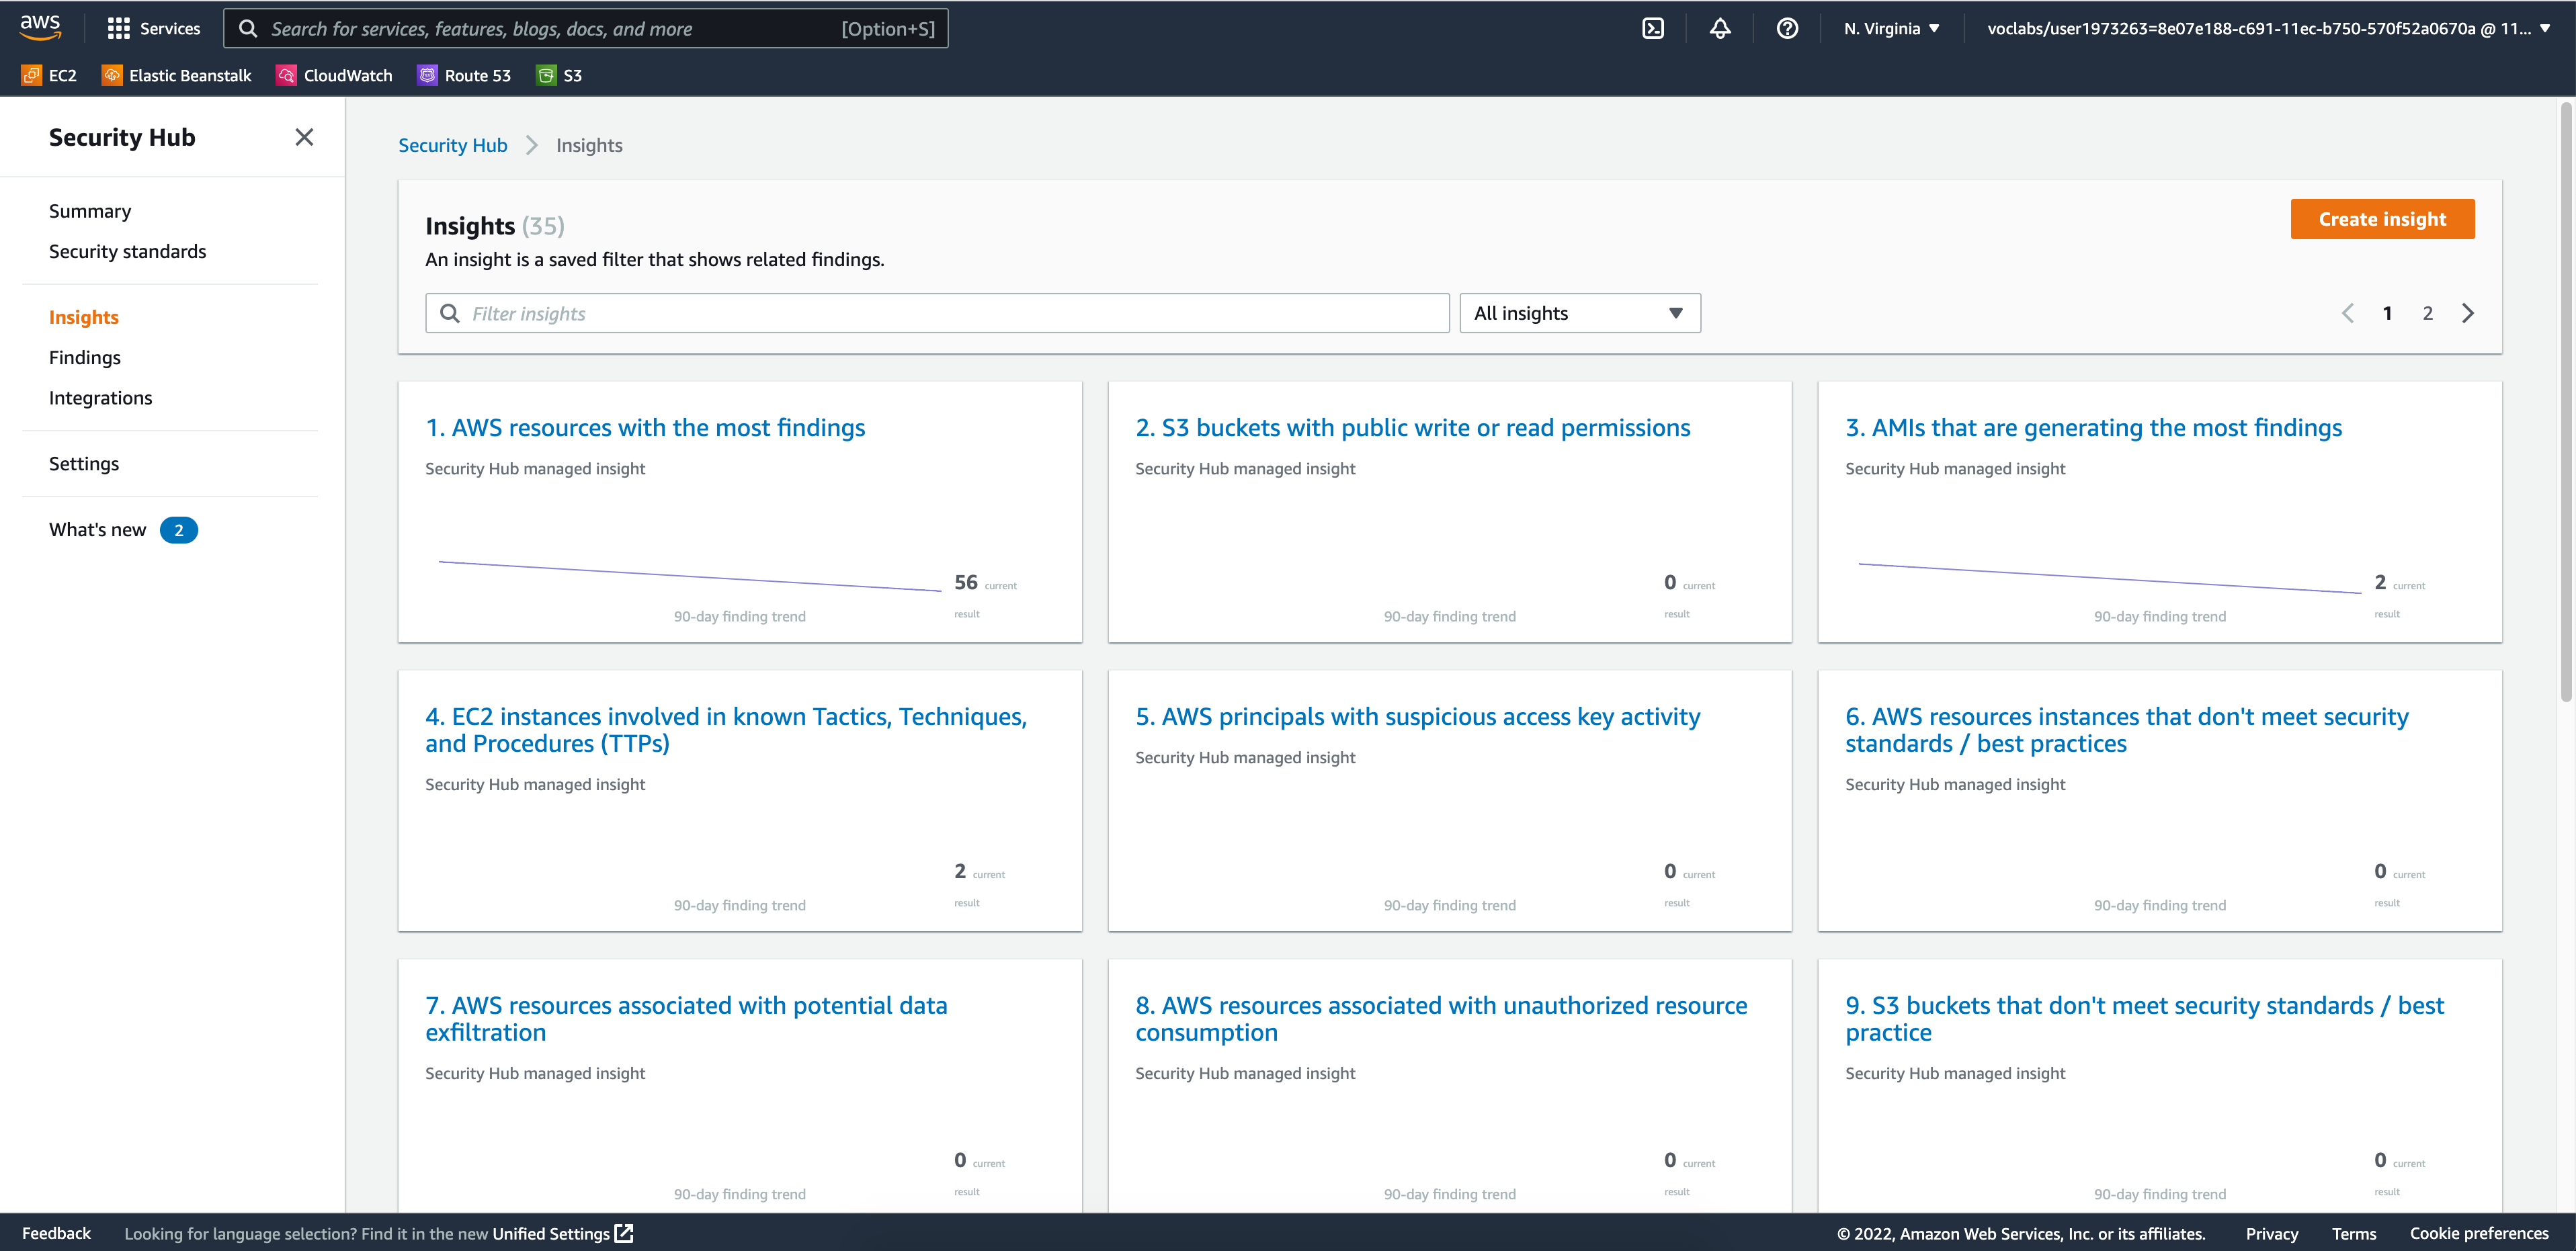 aws
Services
Search for services, features, blogs, docs, and more
[Option+S]
N. Virginia
voclabs/user1973263=8e07e188-c691-11ec-b750-570f52a0670a @ 11...
EC2
Elastic Beanstalk
CloudWatch
Route 53
S3
Security Hub
Summary
Security standards
Insights
Findings
Integrations
Settings
What's new 2
Security Hub
Insights
Insights (35)
An insight is a saved filter that shows related findings.
Create insight
Filter insights
All insights
1
2
1. AWS resources with the most findings
Security Hub managed insight
56 current
result
90-day finding trend
2. S3 buckets with public write or read permissions
Security Hub managed insight
0 current
result
90-day finding trend
3. AMIs that are generating the most findings
Security Hub managed insight
2 current
result
90-day finding trend
4. EC2 instances involved in known Tactics, Techniques,
and Procedures (TTPs)
Security Hub managed insight
2 current
result
90-day finding trend
5. AWS principals with suspicious access key activity
Security Hub managed insight
0 current
result
90-day finding trend
6. AWS resources instances that don't meet security
standards / best practices
Security Hub managed insight
0 current
result
90-day finding trend
7. AWS resources associated with potential data
exfiltration
Security Hub managed insight
0 current
result
90-day finding trend
8. AWS resources associated with unauthorized resource
consumption
Security Hub managed insight
0 current
result
90-day finding trend
9. S3 buckets that don't meet security standards / best
practice
Security Hub managed insight
0 current
result
90-day finding trend
Feedback
Looking for language selection? Find it in the new Unified Settings
© 2022, Amazon Web Services, Inc. or its affiliates.
Privacy
Terms
Cookie preferences